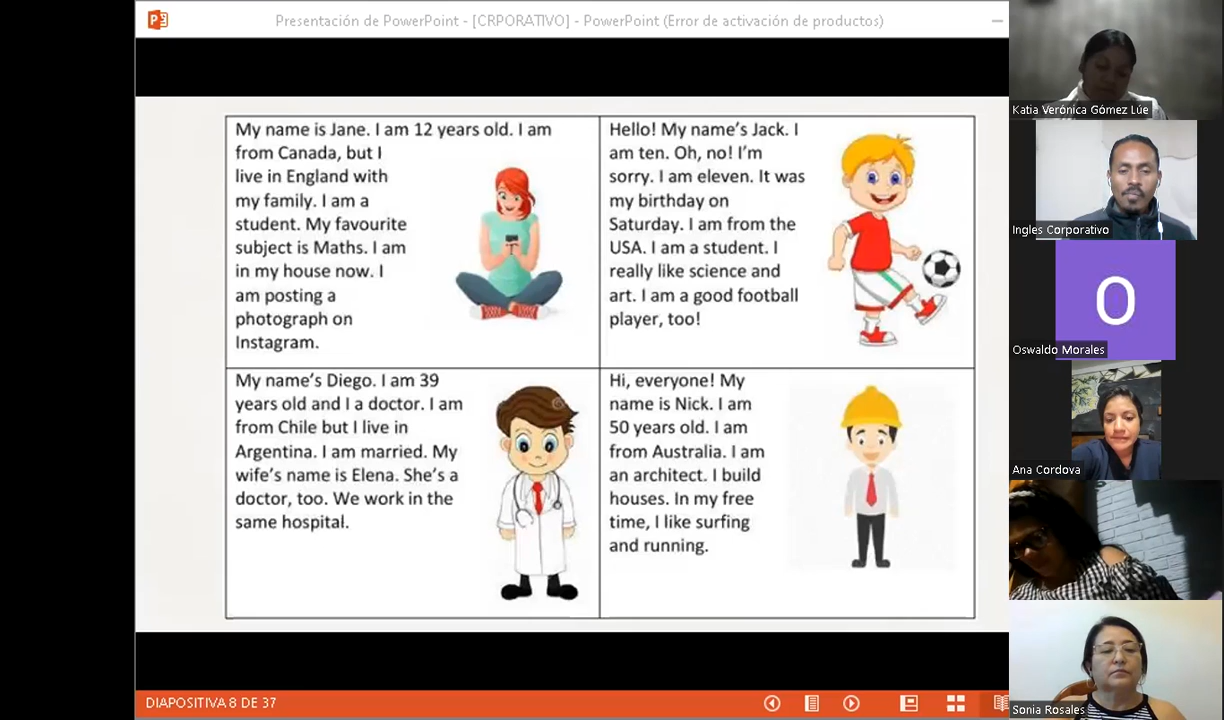 Presentación de PowerPoint - [CRPORATIVO] - PowerPoint (Error de activación de productos)
My name is Jane. I am 12 years old. I am
from Canada, but I
live in England with
my family. I am a
student. My favourite
subject is Maths. I am
in my house now. I
am posting a
photograph on
Instagram.
Hello! My name's Jack. I
am ten. Oh, no! I'm
sorry. I am eleven. It was
my birthday on
Saturday. I am from the
USA. I am a student. I
really like science and
art. I am a good football
player, too!
My name's Diego. I am 39
years old and I a doctor. I am
from Chile but I live in
Argentina. I am married. My
wife's name is Elena. She's a
doctor, too. We work in the
same hospital.
Hi, everyone! My
name is Nick. I am
50 years old. I am
from Australia. I am
an architect. I build
houses. In my free
time, I like surfing
and running.
DIAPOSITIVA 8 DE 37
Katia Verónica Gómez Lúe
Ingles Corporativo
O
Oswaldo Morales
Ana Cordova
Sonia Rosales